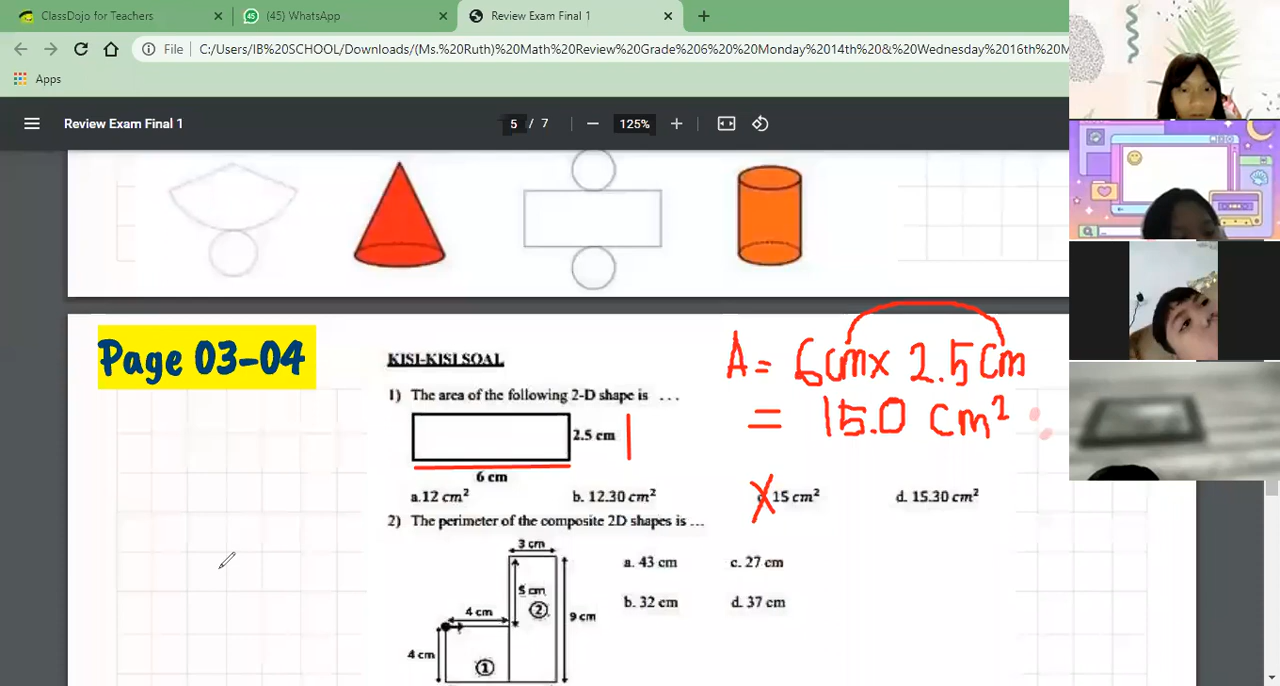 ClassDojo for Teachers
(45) WhatsApp
Review Exam Final 1
File
C:/Users/IB%20SCHOOL/Downloads/(Ms.%20Ruth)%20Math%20Review%20Grade%206%20%20Monday%2014th%20&%20Wednesday%2016th%20M
Apps
Review Exam Final 1
5 / 7
125%
Page 03-04
KISI-KISI SOAL
A = 6cm x 2.5 cm
1) The area of the following 2-D shape is ...
= 15.0 cm²
2.5 cm
6 cm
a.12 cm²
b. 12.30 cm²
X 15 cm²
d. 15.30 cm²
2) The perimeter of the composite 2D shapes is ...
3 cm
a. 43 cm
c. 27 cm
5 cm
4 cm
②
b. 32 cm
d. 37 cm
9 cm
4 cm
①